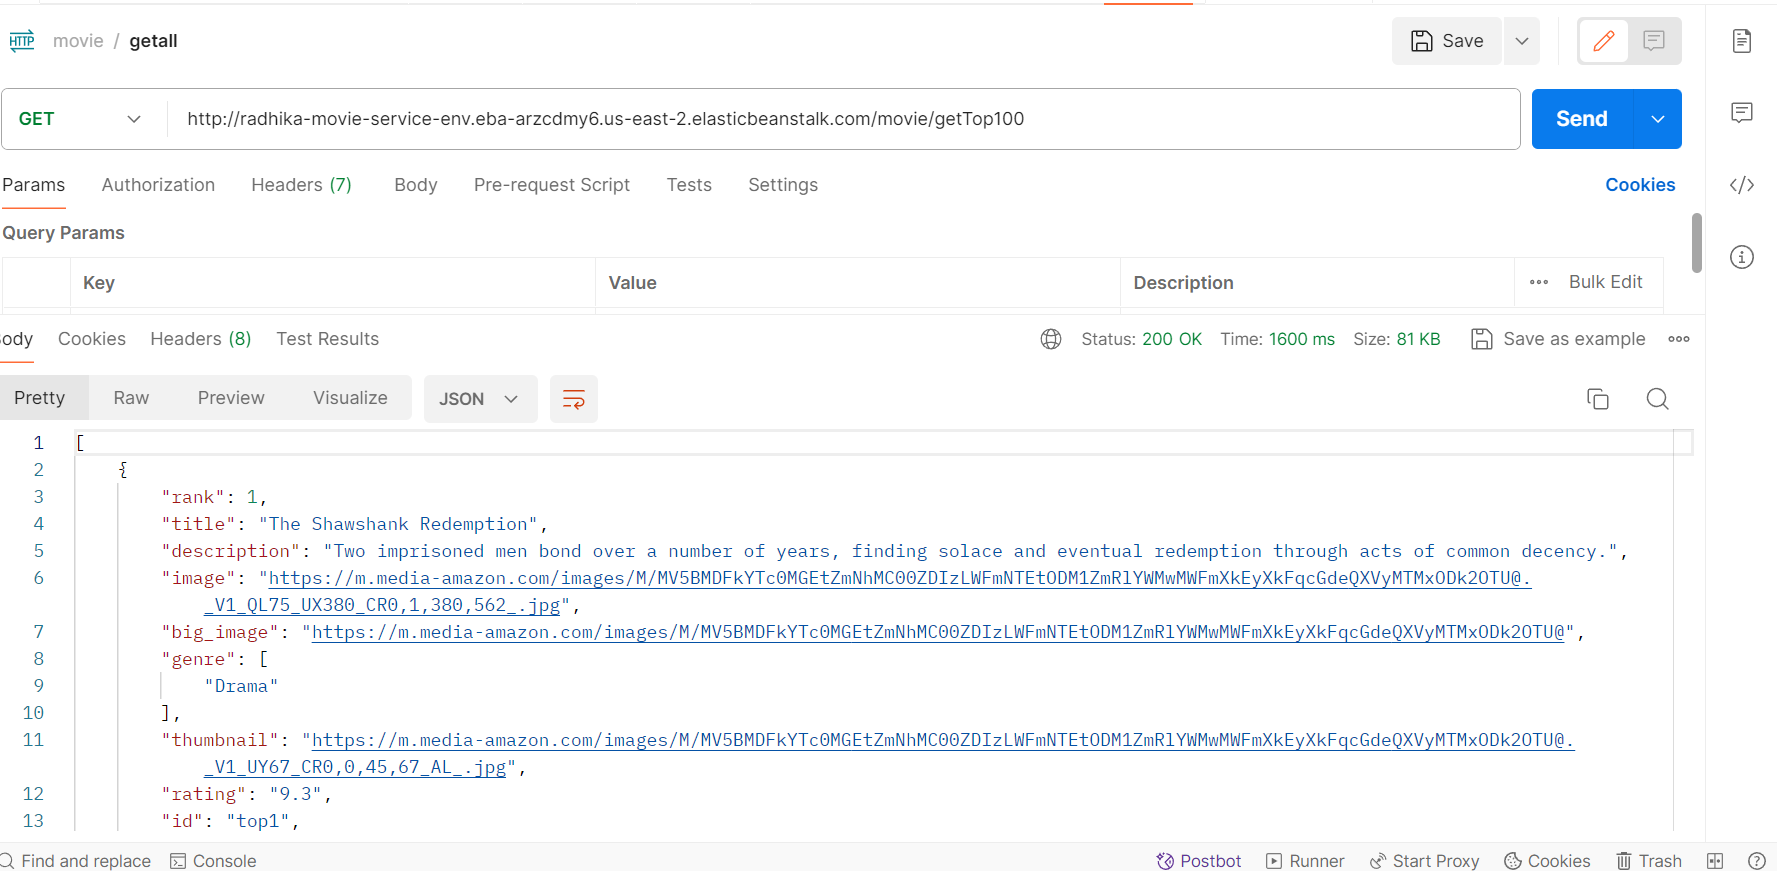 HTTP movie / getall Save
GET http://radhika-movie-service-env.eba-arzcdmy6.us-east-2.elasticbeanstalk.com/movie/getTop100 Send
Params Authorization Headers (7) Body Pre-request Script Tests Settings Cookies
Query Params
Key Value Description Bulk Edit
ody Cookies Headers (8) Test Results Status: 200 OK Time: 1600 ms Size: 81 KB Save as example
Pretty Raw Preview Visualize JSON
1 [
2 {
3 "rank": 1,
4 "title": "The Shawshank Redemption",
5 "description": "Two imprisoned men bond over a number of years, finding solace and eventual redemption through acts of common decency.",
6 "image": "https://m.media-amazon.com/images/M/MV5BMDFkYTc0MGEtZmNhMC00ZDIzLWFmNTEtODM1ZmRlYWMwMWFmXkEyXkFqcGdeQXVyMTMxODk2OTU@.
_V1_QL75_UX380_CR0,1,380,562_.jpg",
7 "big_image": "https://m.media-amazon.com/images/M/MV5BMDFkYTc0MGEtZmNhMC00ZDIzLWFmNTEtODM1ZmRlYWMwMWFmXkEyXkFqcGdeQXVyMTMxODk2OTU@",
8 "genre": [
9 "Drama"
10 ],
11 "thumbnail": "https://m.media-amazon.com/images/M/MV5BMDFkYTc0MGEtZmNhMC00ZDIzLWFmNTEtODM1ZmRlYWMwMWFmXkEyXkFqcGdeQXVyMTMxODk2OTU@.
_V1_UY67_CR0,0,45,67_AL_.jpg",
12 "rating": "9.3",
13 "id": "top1",
Find and replace Console Postbot Runner Start Proxy Cookies Trash